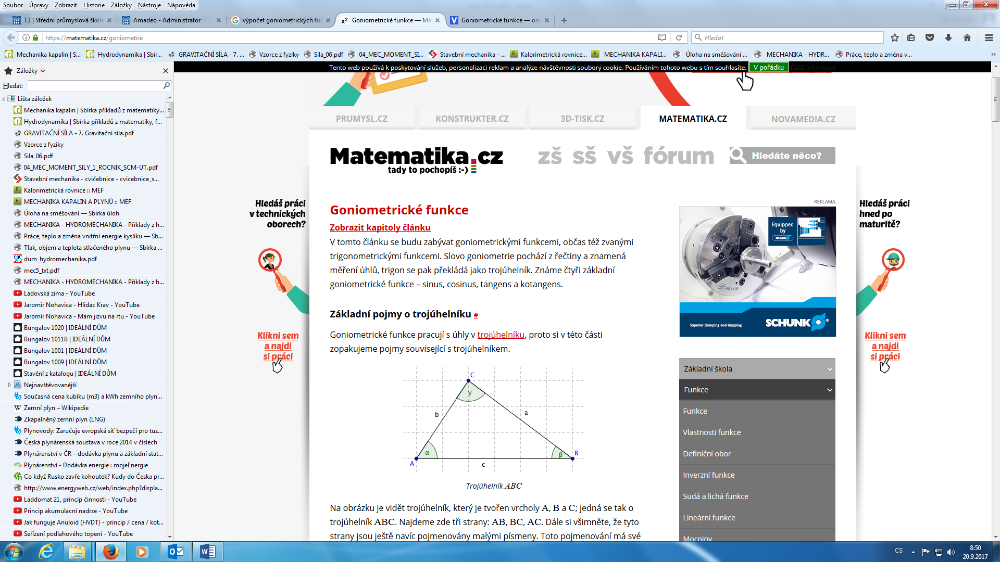 Soubor Úpravy Zobrazit Historie Záložky Nástroje Nápověda
T3 | Střední průmyslová škola
Amadeo - Administrator
výpočet goniometrických fun
Goniometrické funkce — Ma
Goniometrické funkce — onl
https://matematika.cz/goniometrie
Hledat
Mechanika kapalin | S...
Hydrodynamika | Sbír...
GRAVITAČNÍ SÍLA - 7. ...
Vzorce z fyziky
Sila_06.pdf
04_MEC_MOMENT_SI...
Stavební mechanika - ...
Kalorimetrická rovnice...
MECHANIKA KAPALI...
Úloha na směšování ...
MECHANIKA - HYDR...
Práce, teplo a změna v...
Záložky
Hledat:
Lišta záložek
Mechanika kapalin | Sbírka příkladů z matematiky...
Hydrodynamika | Sbírka příkladů z matematiky, f...
GRAVITAČNÍ SÍLA - 7. Gravitační síla.pdf
Vzorce z fyziky
Sila_06.pdf
04_MEC_MOMENT_SILY_1_ROCNIK_SCM-UT.pdf
Stavební mechanika - cvičebnice - cvicebnice_s...
Kalorimetrická rovnice :: MEF
MECHANIKA KAPALIN A PLYNŮ :: MEF
Úloha na směšování — Sbírka úloh
MECHANIKA - HYDROMECHANIKA - Příklady z h...
Práce, teplo a změna vnitřní energie kyslíku — Sb...
Tlak, objem a teplota stlačeného plynu — Sbírka ...
dum_hydromechanika.pdf
mec5_txt.pdf
MECHANIKA - HYDROMECHANIKA - Příklady z h...
Ladovská zima - YouTube
Jaromir Nohavica - Hlidac Krav - YouTube
Jaromír Nohavica - Mám jizvu na rtu - YouTube
Bungalov 1020 | IDEÁLNÍ DŮM
Bungalov 1011B | IDEÁLNÍ DŮM
Bungalov 1001 | IDEÁLNÍ DŮM
Bungalov 1009 | IDEÁLNÍ DŮM
Stavění z katalogu | IDEÁLNÍ DŮM
Nejnavštěvovanější
Současná cena kubíku (m3) a kWh zemního plyn...
Zemní plyn – Wikipedie
Zkapalněný zemní plyn (LNG)
Plynovody: Zaručuje evropská síť bezpečí pro tuz...
Česká plynárenská soustava v roce 2014 v číslech
Plynárenství v ČR – dodávka plynu a základní stat...
Plynárenství - Dodávka energie : mojeEnergie
Co když Rusko zavře kohoutek? Kudy do Česka pr...
http://www.energyweb.cz/web/index.php?displa...
Laddomat 21, princíp činnosti - YouTube
Princip akumulacni nadrze - YouTube
Jak funguje Anuloid (HVDT) - princip / cena / kot...
Seřízení podlahového topení - YouTube
Tento web používá k poskytování služeb, personalizaci reklam a analýze návštěvnosti soubory cookie. Používáním tohoto webu s tím souhlasíte. V pořádku Další informace
PRUMYSL.CZ
KONSTRUKTER.CZ
3D-TISK.CZ
MATEMATIKA.CZ
NOVAMEDIA.CZ
Matematika.cz
tady to pochopíš :-)
zš sš vš fórum
Hledáte něco?
Hledáš práci
v technických
oborech?
Klikni sem
a najdi
si práci
Goniometrické funkce
Zobrazit kapitoly článku
V tomto článku se budu zabývat goniometrickými funkcemi, občas též zvanými
trigonometrickými funkcemi. Slovo goniometrie pochází z řečtiny a znamená
měření úhlů, trigon se pak překládá jako trojúhelník. Známe čtyři základní
goniometrické funkce – sinus, cosinus, tangens a kotangens.
Základní pojmy o trojúhelníku #
Goniometrické funkce pracují s úhly v trojúhelníku, proto si v této části
zopakujeme pojmy související s trojúhelníkem.
C
γ
b
a
α
β
A
B
c
Trojúhelník ABC
Na obrázku je vidět trojúhelník, který je tvořen vrcholy A, B a C; jedná se tak o
trojúhelník ABC. Najdeme zde tři strany: AB, BC, AC. Dále si všimněte, že tyto
strany jsou ještě navíc pojmenovány malými písmeny. Toto pojmenování má své
REKLAMA
Equipped
by
SCHUNK
SCHUNK
Superior Clamping and Gripping
SCHUNK
Základní škola
Funkce
Funkce
Vlastnosti funkce
Definiční obor
Inverzní funkce
Sudá a lichá funkce
Lineární funkce
Mocniny
Hledáš práci
hned po
maturitě?
Klikni sem
a najdi
si práci
CS
8:50
20.9.2017